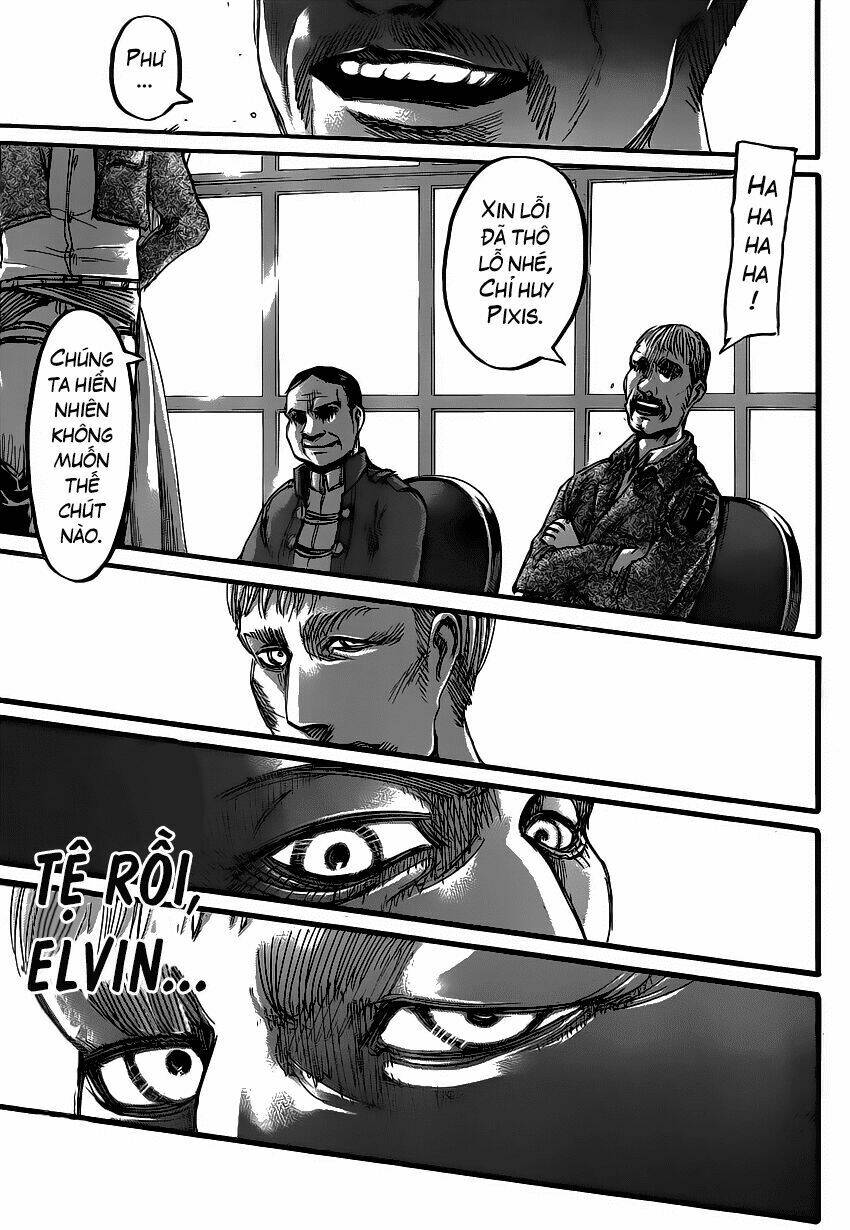 PHƯ
...
HA
HA
HA
HA
!
XIN LỖI
ĐÃ THÔ
LỖ NHÉ,
CHỈ HUY
PIXIS.
CHÚNG
TA HIỂN
NHIÊN
KHÔNG
MUỐN
THẾ
CHÚT
NÀO.
TỆ RỒI,
ELVIN...